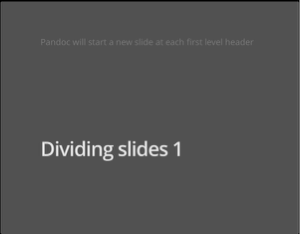 Pandoc will start a new slide at each first level header
Dividing slides 1